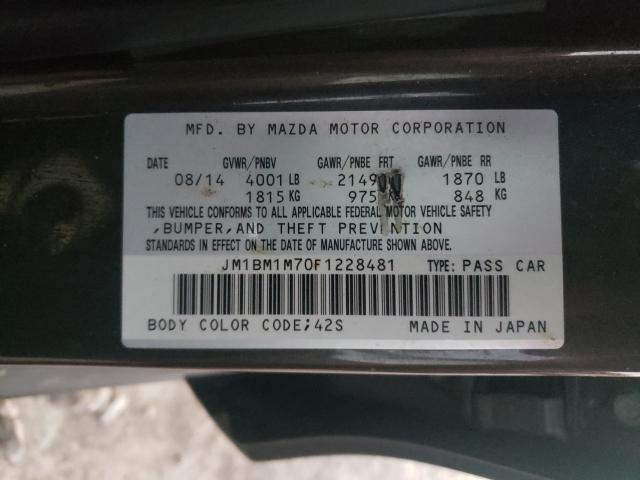 MFD. BY MAZDA MOTOR CORPORATION
DATE GVWR/PNBV GAWR/PNBE FRT GAWR/PNBE RR
08/14 4001 LB 2149 1870 LB
1815 KG 975 848 KG
THIS VEHICLE CONFORMS TO ALL APPLICABLE FEDERAL MOTOR VEHICLE SAFETY
,BUMPER,AND THEFT PREVENTION
STANDARDS IN EFFECT ON THE DATE OF MANUFACTURE SHOWN ABOVE.
JM1BM1M70F1228481 TYPE: PASS CAR
BODY COLOR CODE;42S MADE IN JAPAN